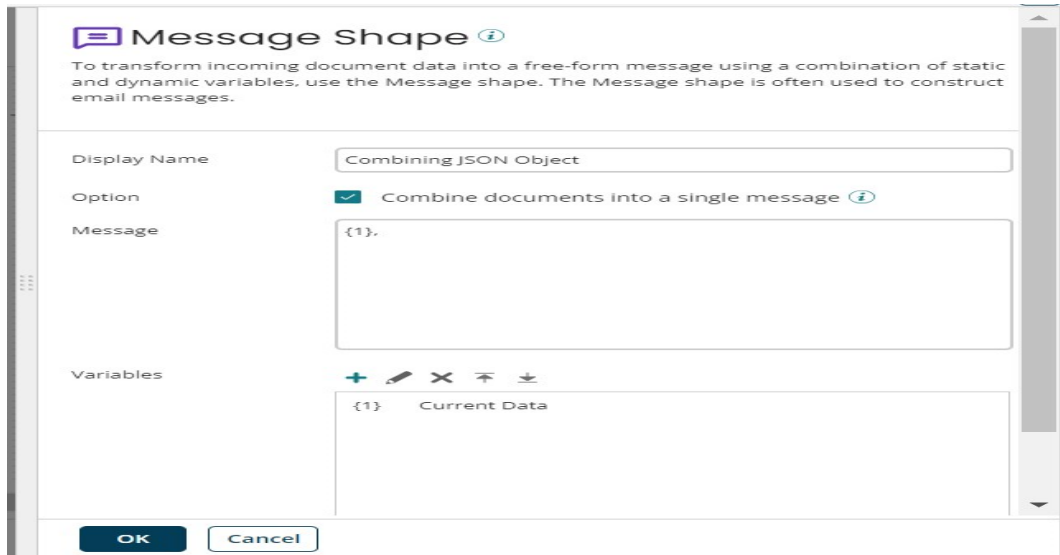 Message Shape
To transform incoming document data into a free-form message using a combination of static
and dynamic variables, use the Message shape. The Message shape is often used to construct
email messages.
Display Name
Combining JSON Object
Option
Combine documents into a single message
Message
{1},
Variables
{1} Current Data
OK
Cancel